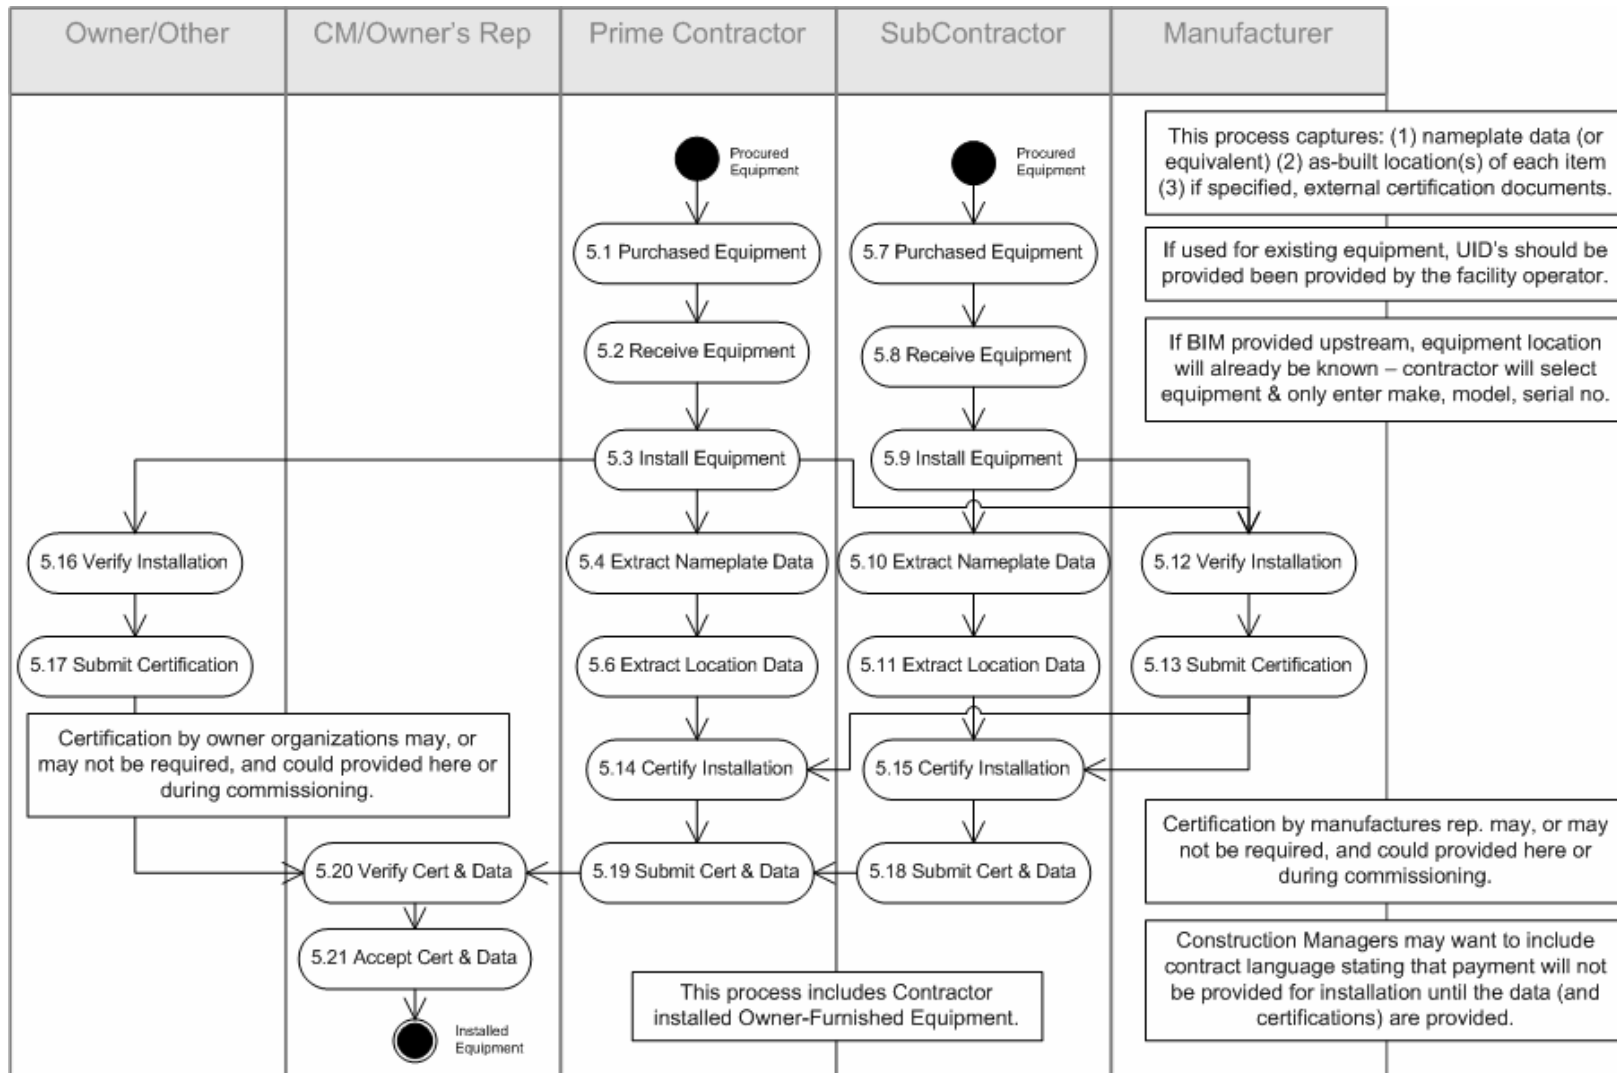 Owner/Other
CM/Owner's Rep
Prime Contractor
SubContractor
Manufacturer
Procured
Equipment
Procured
Equipment
This process captures: (1) nameplate data (or
equivalent) (2) as-built location(s) of each item
(3) if specified, external certification documents.
5.1 Purchased Equipment
5.7 Purchased Equipment
If used for existing equipment, UID's should be
provided been provided by the facility operator.
5.2 Receive Equipment
5.8 Receive Equipment
If BIM provided upstream, equipment location
will already be known – contractor will select
equipment & only enter make, model, serial no.
5.3 Install Equipment
5.9 Install Equipment
5.16 Verify Installation
5.4 Extract Nameplate Data
5.10 Extract Nameplate Data
5.12 Verify Installation
5.17 Submit Certification
5.6 Extract Location Data
5.11 Extract Location Data
5.13 Submit Certification
Certification by owner organizations may, or
may not be required, and could provided here or
during commissioning.
5.14 Certify Installation
5.15 Certify Installation
Certification by manufactures rep. may, or may
not be required, and could provided here or
during commissioning.
5.20 Verify Cert & Data
5.19 Submit Cert & Data
5.18 Submit Cert & Data
5.21 Accept Cert & Data
Construction Managers may want to include
contract language stating that payment will not
be provided for installation until the data (and
certifications) are provided.
This process includes Contractor
installed Owner-Furnished Equipment.
Installed
Equipment